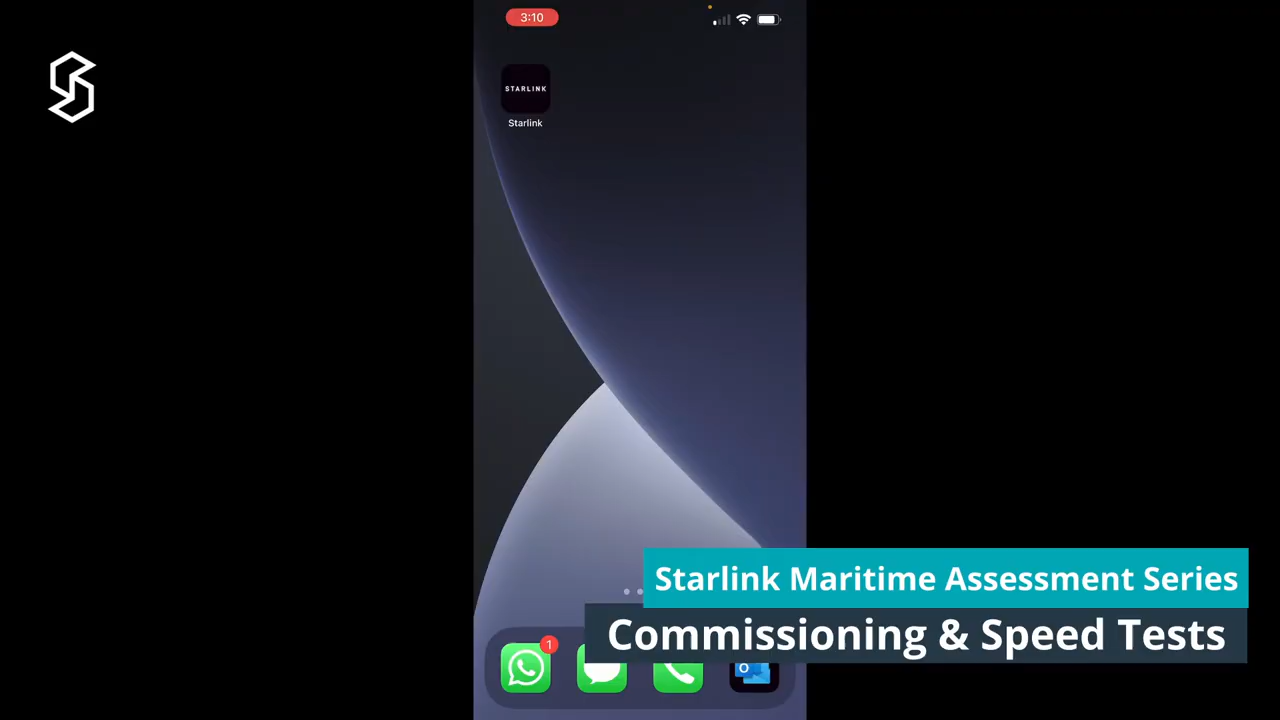 3:10
STARLINK
Starlink
Starlink Maritime Assessment Series
Commissioning & Speed Tests
1
O